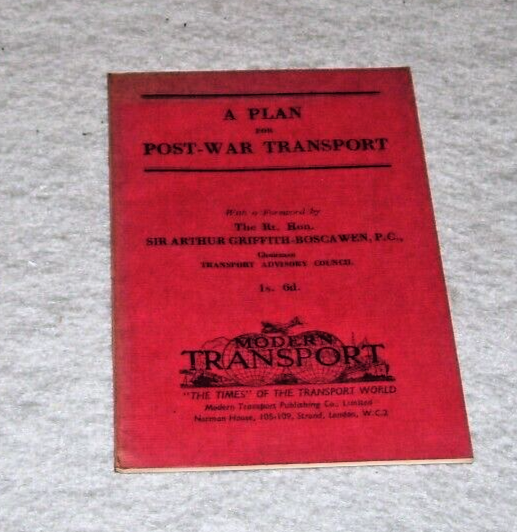 A PLAN
FOR
POST-WAR TRANSPORT
With a Foreword by
The Rt. Hon.
SIR ARTHUR GRIFFITH-BOSCAWEN, P.C.,
Chairman
TRANSPORT ADVISORY COUNCIL.
1s. 6d.
MODERN
TRANSPORT
"THE TIMES" OF THE TRANSPORT WORLD
Modern Transport Publishing Co., Limited
Norman House, 105-109, Strand, London, W.C.2